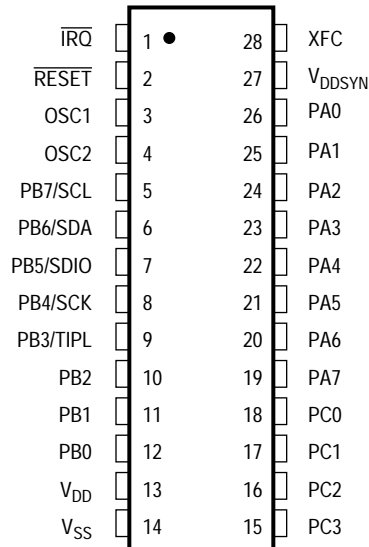 IRQ 1 28 XFC
RESET 2 27 VDDSYN
OSC1 3 26 PA0
OSC2 4 25 PA1
PB7/SCL 5 24 PA2
PB6/SDA 6 23 PA3
PB5/SDIO 7 22 PA4
PB4/SCK 8 21 PA5
PB3/TIPL 9 20 PA6
PB2 10 19 PA7
PB1 11 18 PC0
PB0 12 17 PC1
VDD 13 16 PC2
VSS 14 15 PC3